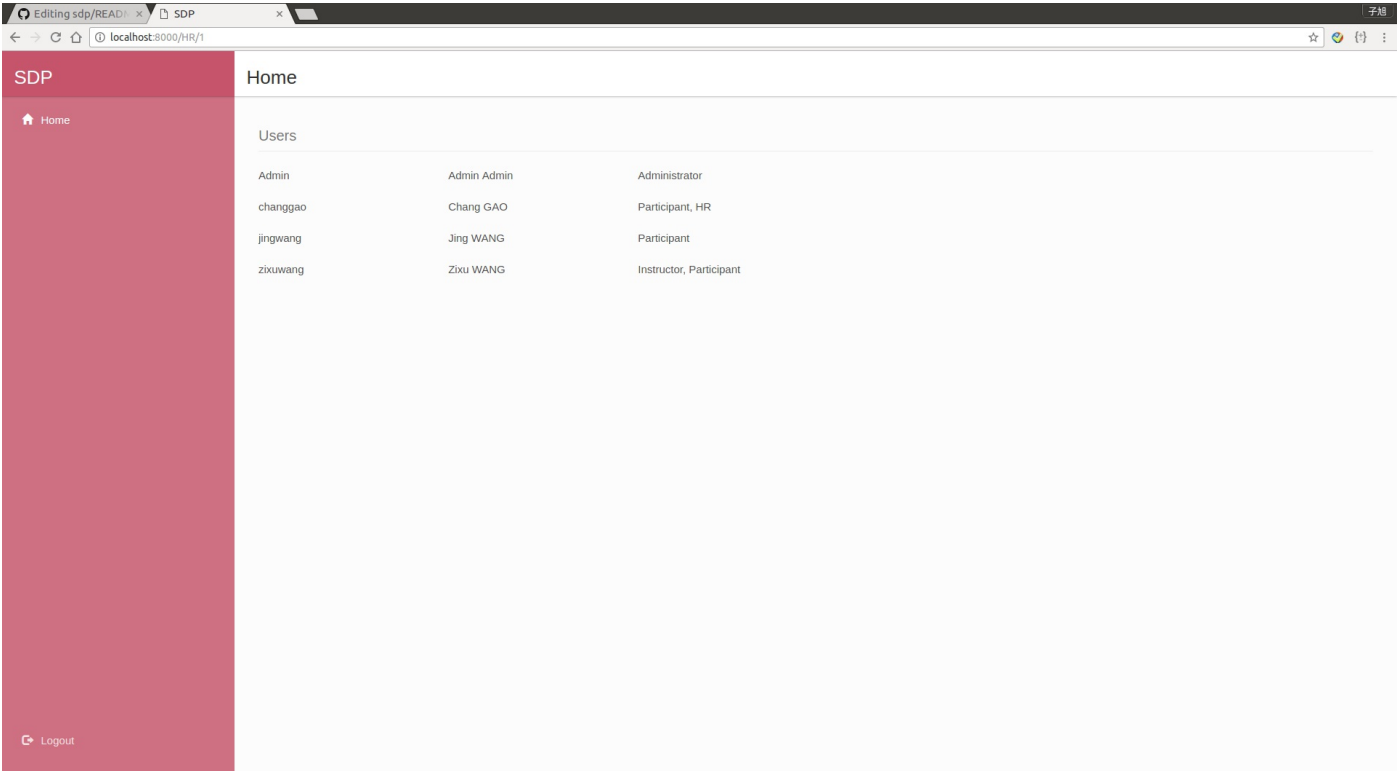 Editing sdp/READ
SDP
子旭
localhost:8000/HR/1
SDP
Home
Home
Users
Admin Admin Admin Administrator
changgao Chang GAO Participant, HR
jingwang Jing WANG Participant
zixuwang Zixu WANG Instructor, Participant
Logout